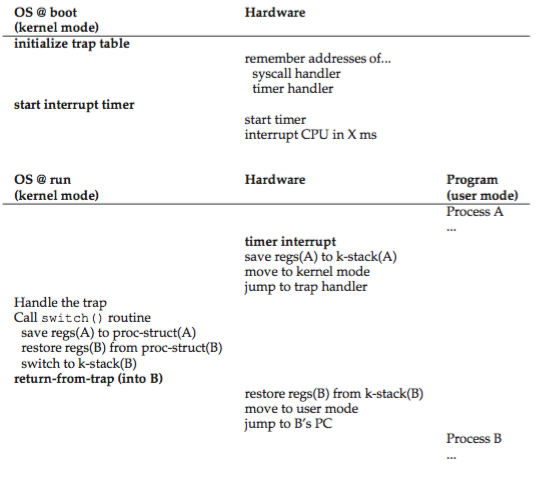 OS @ boot Hardware
(kernel mode)
initialize trap table
remember addresses of...
syscall handler
timer handler
start interrupt timer
start timer
interrupt CPU in X ms
OS @ run Hardware Program
(kernel mode) (user mode)
Process A
...
timer interrupt
save regs(A) to k-stack(A)
move to kernel mode
jump to trap handler
Handle the trap
Call switch() routine
save regs(A) to proc-struct(A)
restore regs(B) from proc-struct(B)
switch to k-stack(B)
return-from-trap (into B)
restore regs(B) from k-stack(B)
move to user mode
jump to B's PC
Process B
...